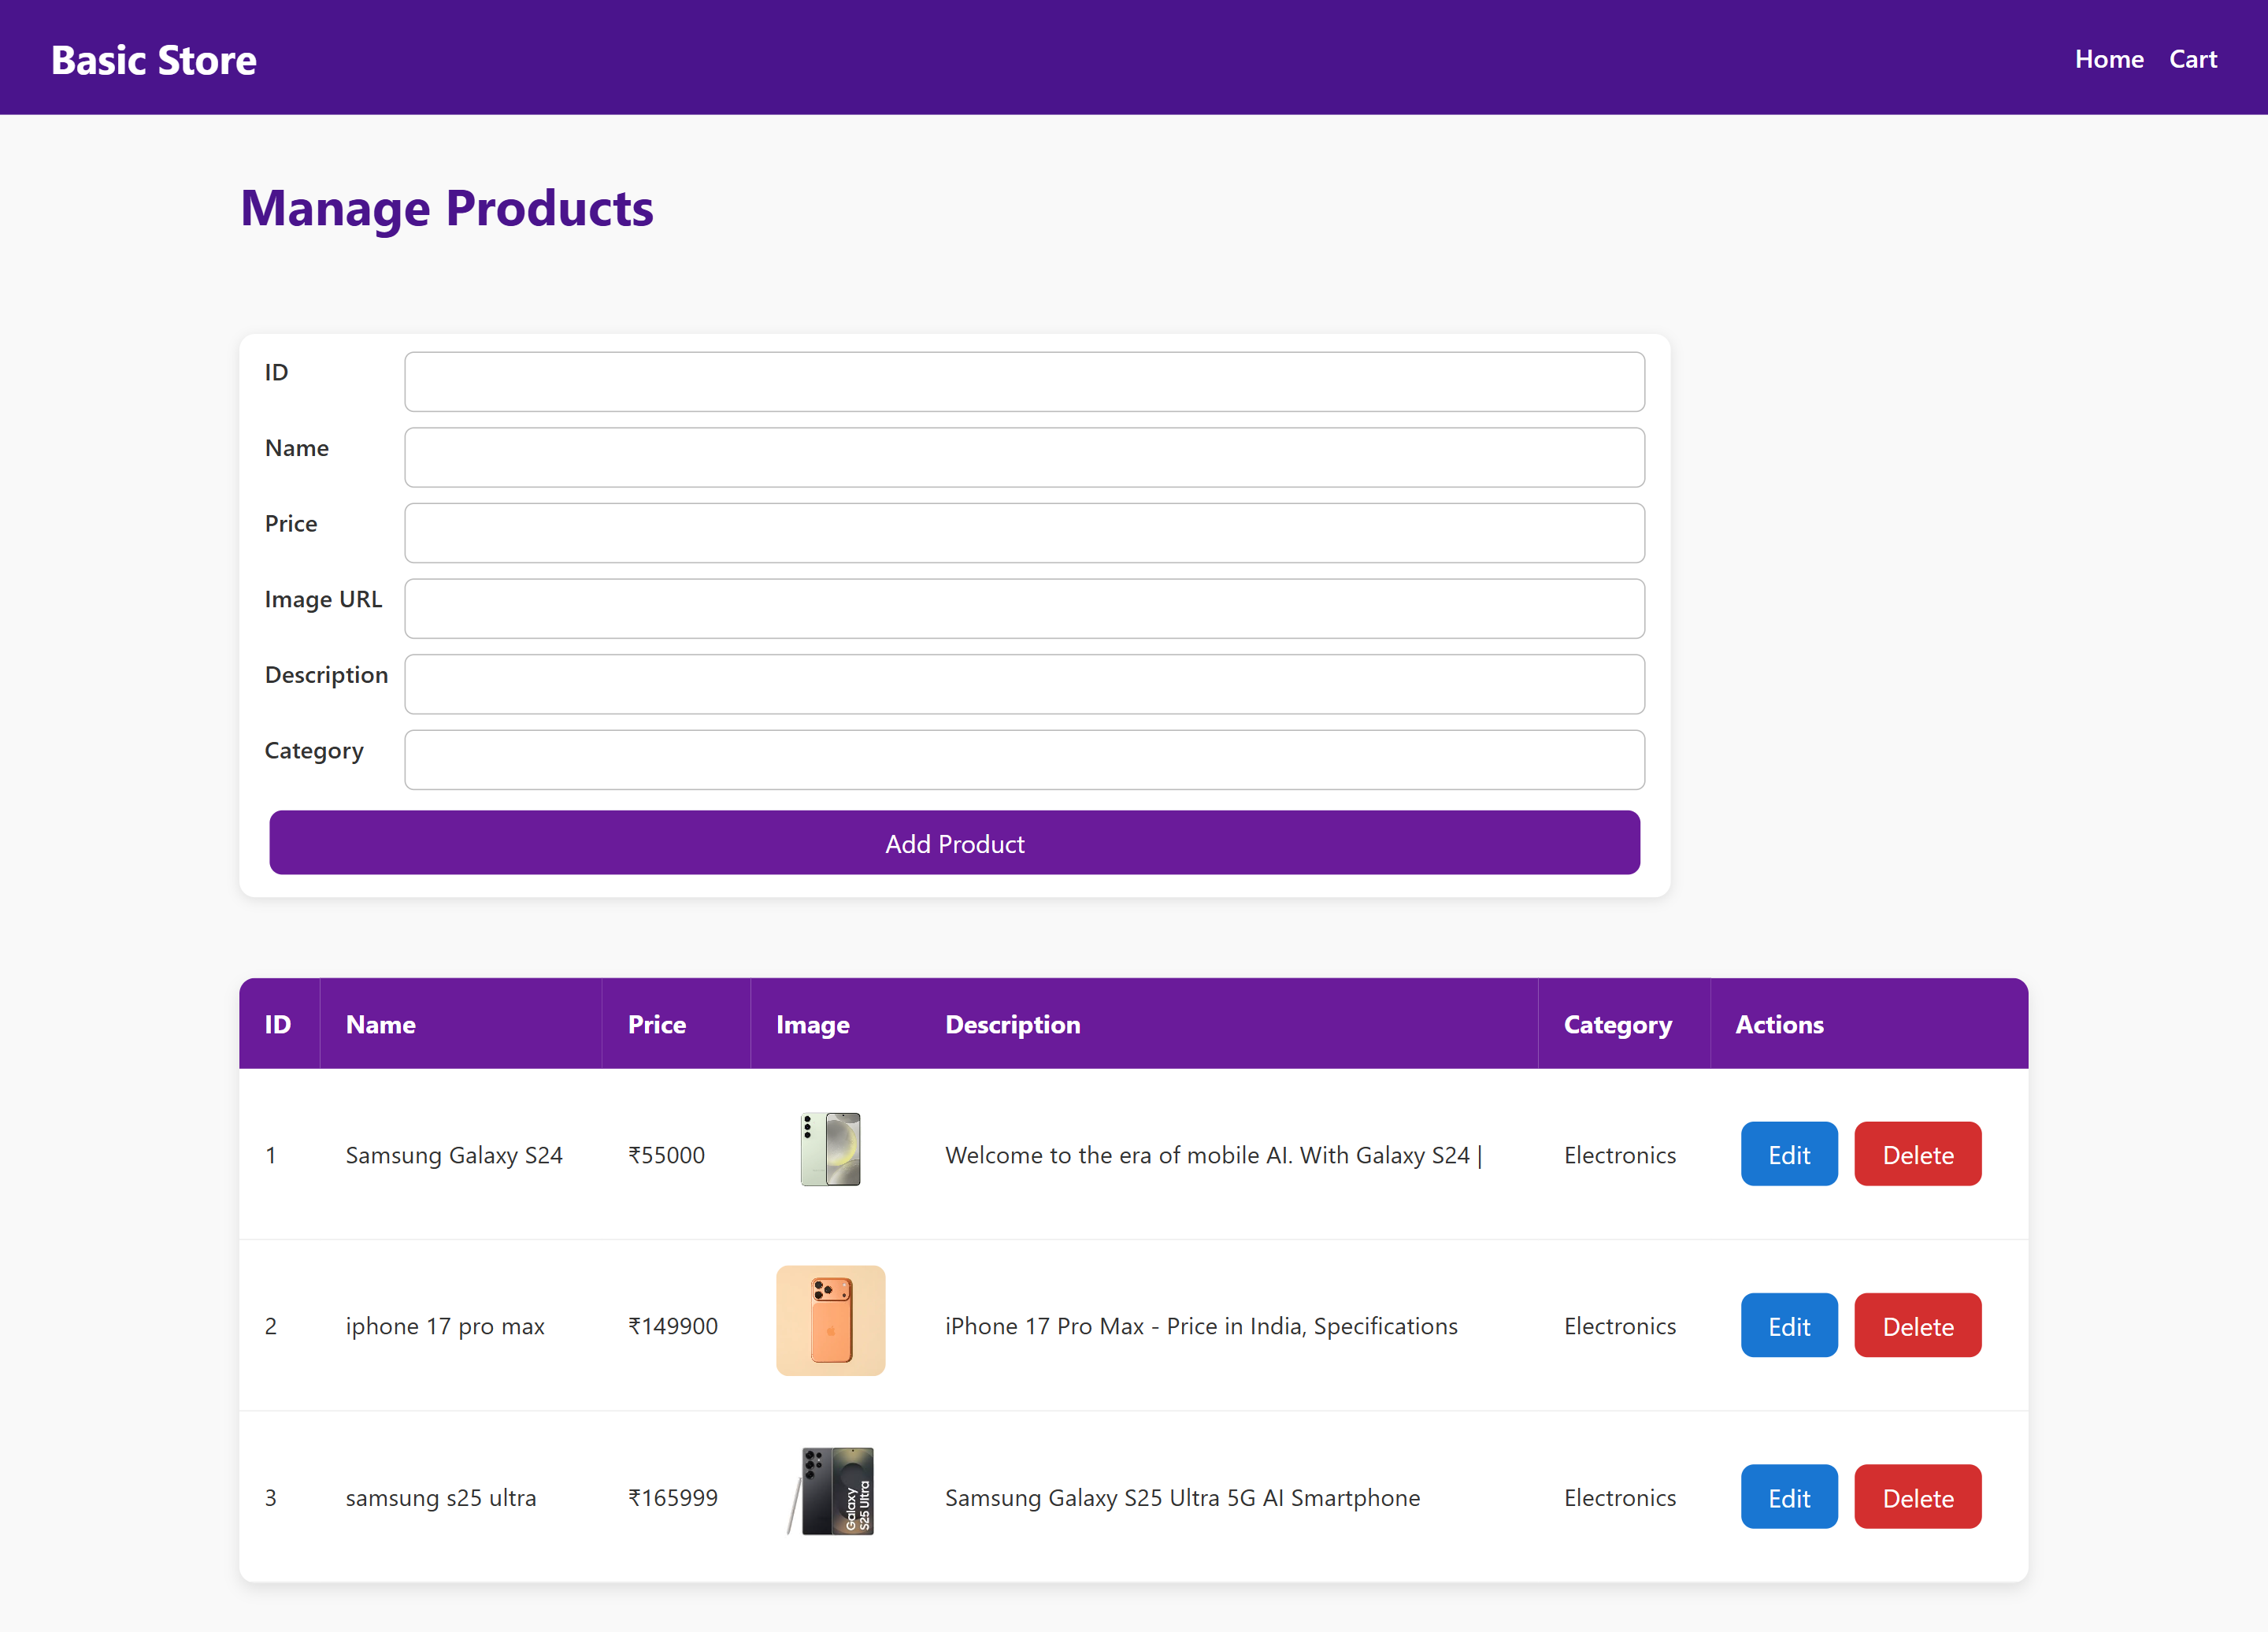 Basic Store
Home Cart
Manage Products
ID
Name
Price
Image URL
Description
Category
Add Product
ID Name Price Image Description Category Actions
1 Samsung Galaxy S24 ₹55000 Welcome to the era of mobile AI. With Galaxy S24 | Electronics Edit Delete
2 iphone 17 pro max ₹149900 iPhone 17 Pro Max - Price in India, Specifications Electronics Edit Delete
3 samsung s25 ultra ₹165999 Samsung Galaxy S25 Ultra 5G AI Smartphone Electronics Edit Delete
Galaxy
S25 Ultra